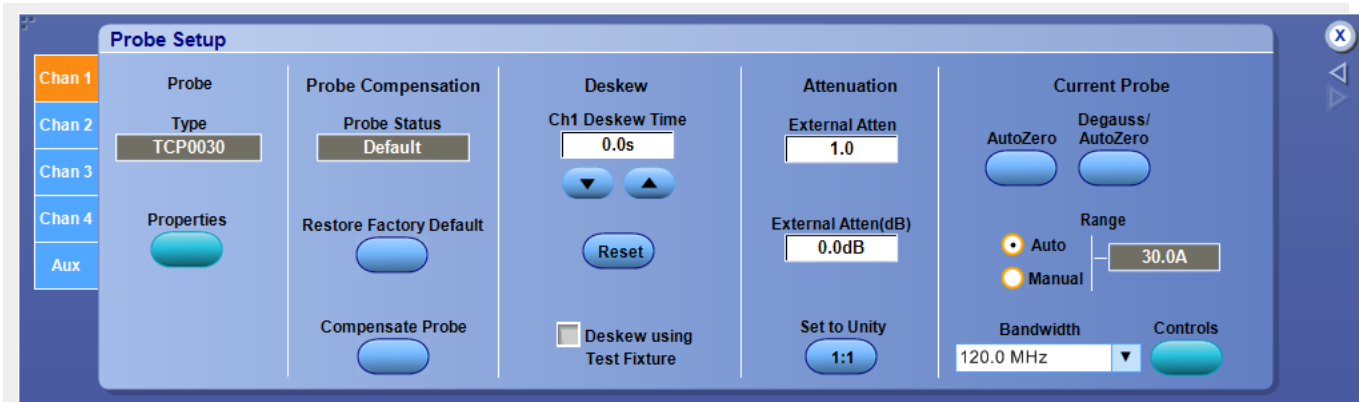 Probe Setup
X
Chan 1
Chan 2
Chan 3
Chan 4
Aux
Probe
Type
TCP0030
Properties
Probe Compensation
Probe Status
Default
Restore Factory Default
Compensate Probe
Deskew
Ch1 Deskew Time
0.0s
Reset
Deskew using
Test Fixture
Attenuation
External Atten
1.0
External Atten(dB)
0.0dB
Set to Unity
1:1
Current Probe
AutoZero
Degauss/
AutoZero
Range
Auto
Manual
30.0A
Bandwidth
120.0 MHz
Controls